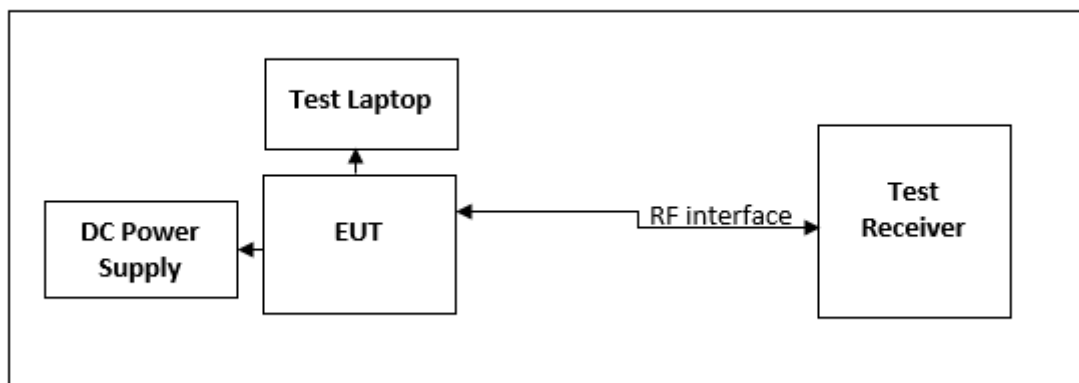 Test Laptop
DC Power
Supply
EUT
RF interface
Test
Receiver